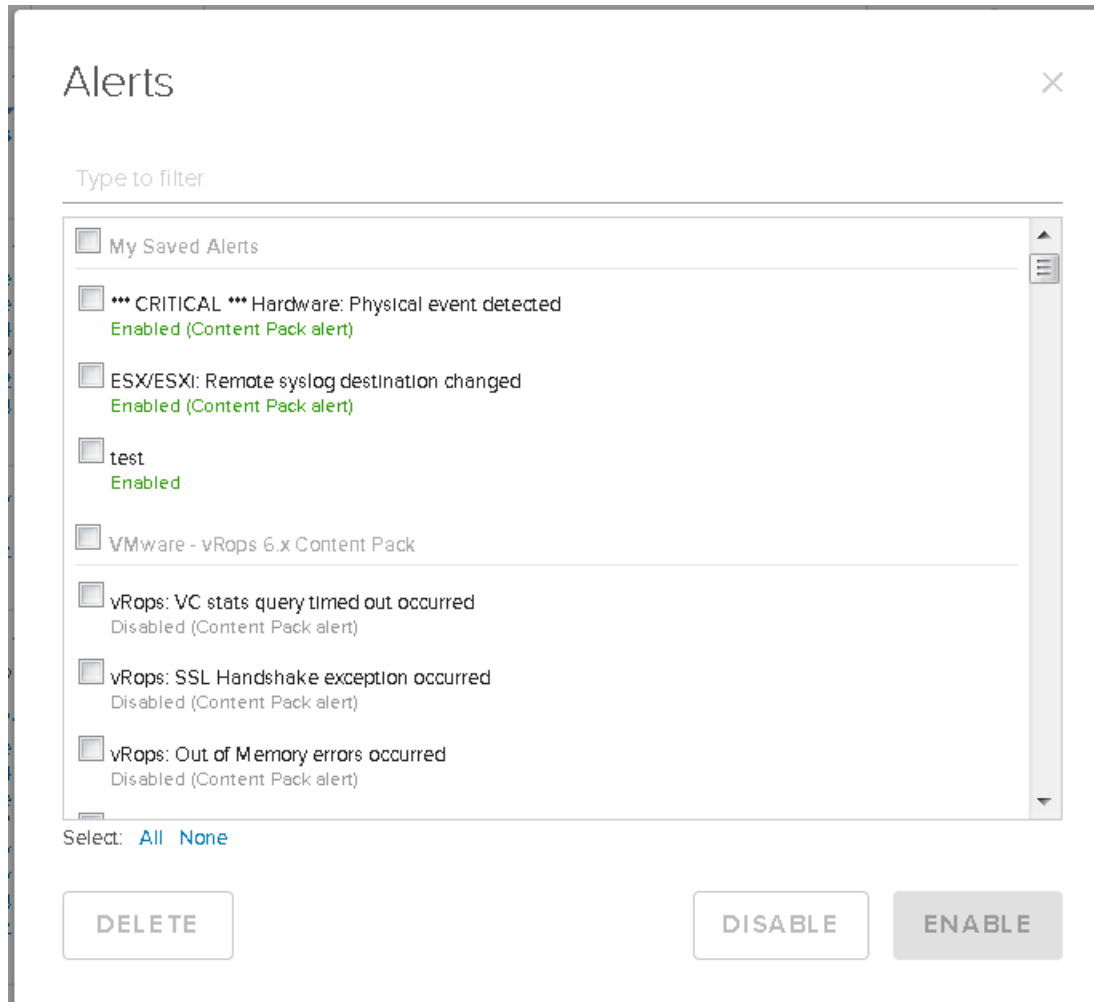 Alerts
Type to filter
My Saved Alerts
*** CRITICAL *** Hardware: Physical event detected
Enabled (Content Pack alert)
ESX/ESXi: Remote syslog destination changed
Enabled (Content Pack alert)
test
Enabled
VMware - vRops 6.x Content Pack
vRops: VC stats query timed out occurred
Disabled (Content Pack alert)
vRops: SSL Handshake exception occurred
Disabled (Content Pack alert)
vRops: Out of Memory errors occurred
Disabled (Content Pack alert)
Select: All None
DELETE DISABLE ENABLE